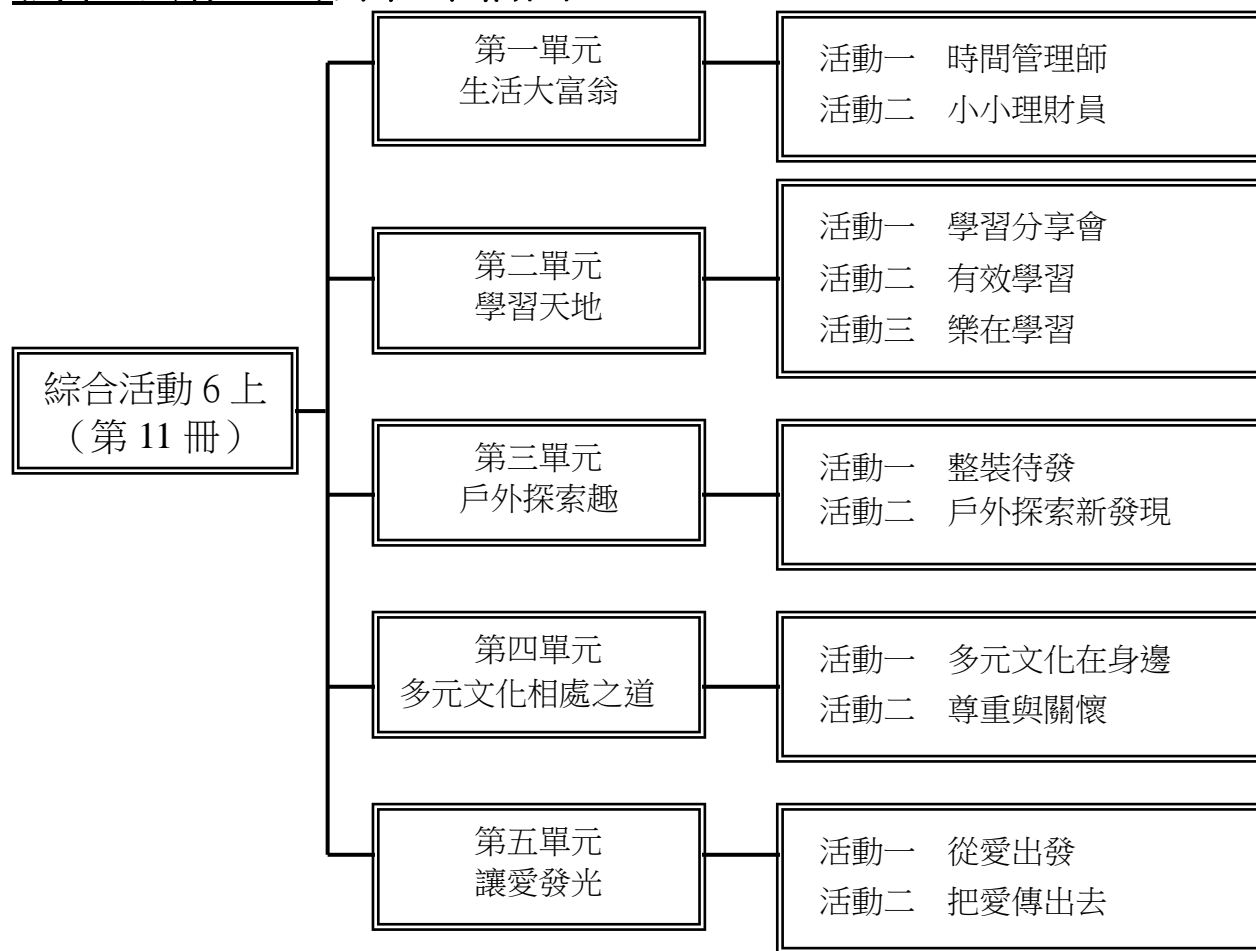 綜合活動 6 上
（第 11 冊）
第一單元
生活大富翁
活動一　時間管理師
活動二　小小理財員
第二單元
學習天地
活動一　學習分享會
活動二　有效學習
活動三　樂在學習
第三單元
戶外探索趣
活動一　整裝待發
活動二　戶外探索新發現
第四單元
多元文化相處之道
活動一　多元文化在身邊
活動二　尊重與關懷
第五單元
讓愛發光
活動一　從愛出發
活動二　把愛傳出去